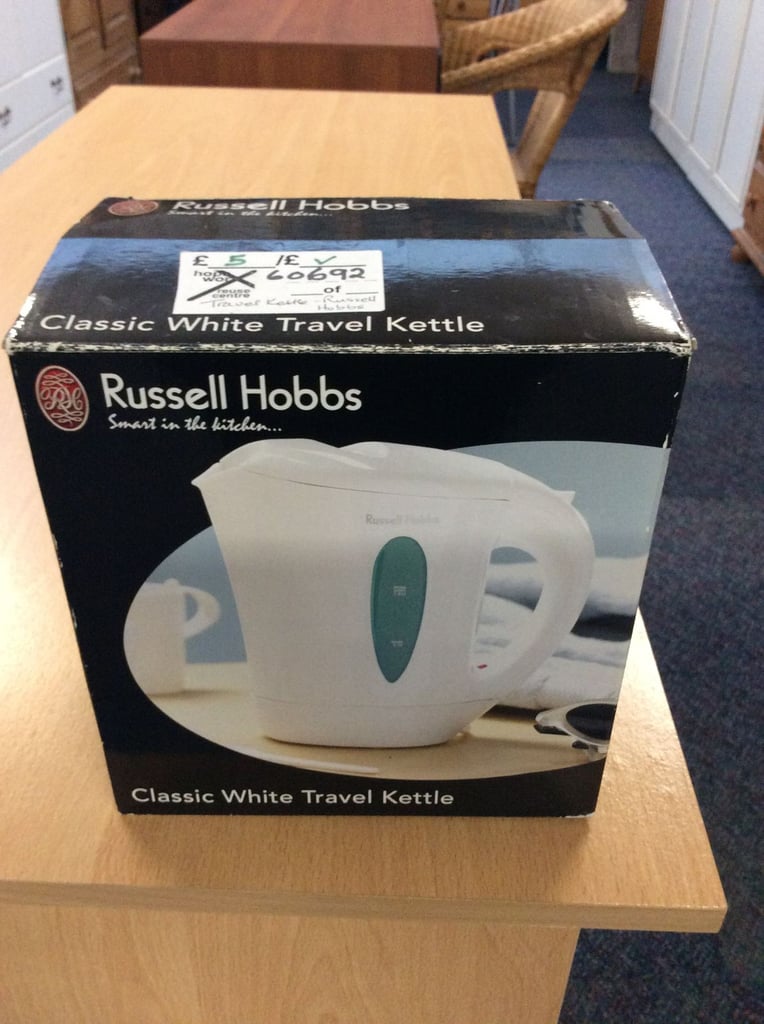 Russell Hobbs
Smart in the kitchen...
£ 5 /£ ✓
60692
reuse
centre
of
Travel Kettle - Russell
Hobbs
Classic White Travel Kettle
RH
Russell Hobbs
Smart in the kitchen...
Russell Hobbs
Classic White Travel Kettle